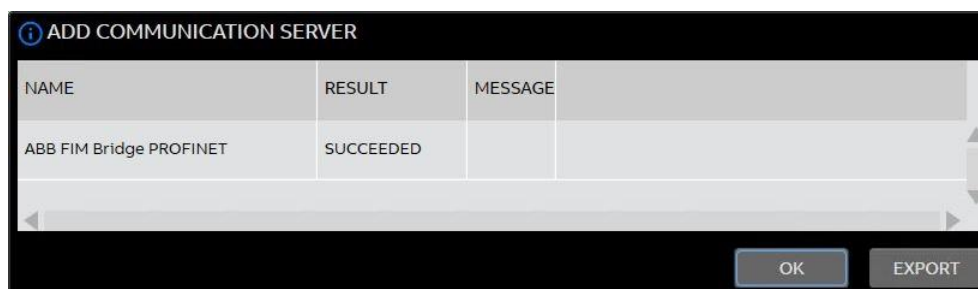 ADD COMMUNICATION SERVER
NAME RESULT MESSAGE
ABB FIM Bridge PROFINET SUCCEEDED
OK EXPORT